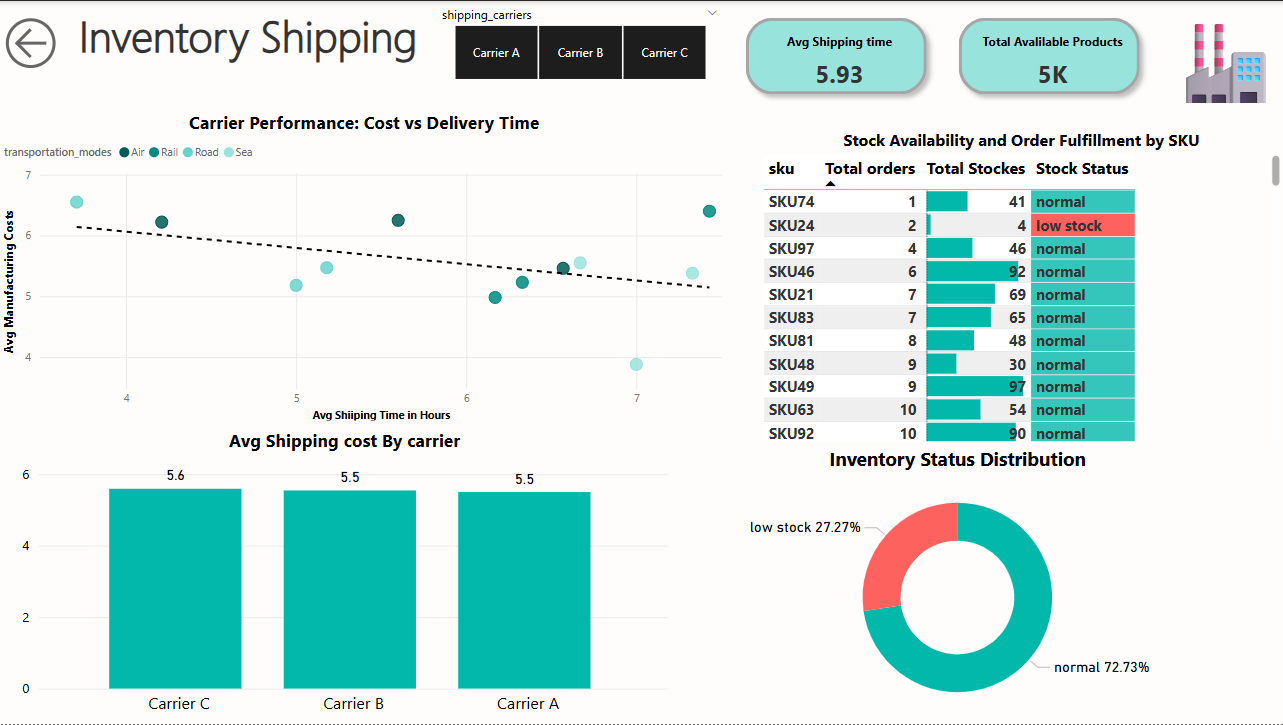 Inventory Shipping
shipping_carriers
Carrier A Carrier B Carrier C
Avg Shipping time
5.93
Total Available Products
5K
Carrier Performance: Cost vs Delivery Time
transportation_modes Air Rail Road Sea
Avg Manufacturing Costs
7
6
5
4
4 5 6 7
Avg Shiiping Time in Hours
Avg Shipping cost By carrier
6
4
2
0
5.6 5.5 5.5
Carrier C Carrier B Carrier A
Stock Availability and Order Fulfillment by SKU
sku Total orders Total Stockes Stock Status
SKU74 1 41 normal
SKU24 2 4 low stock
SKU97 4 46 normal
SKU46 6 92 normal
SKU21 7 69 normal
SKU83 7 65 normal
SKU81 8 48 normal
SKU48 9 30 normal
SKU49 9 97 normal
SKU63 10 54 normal
SKU92 10 90 normal
Inventory Status Distribution
low stock 27.27%
normal 72.73%